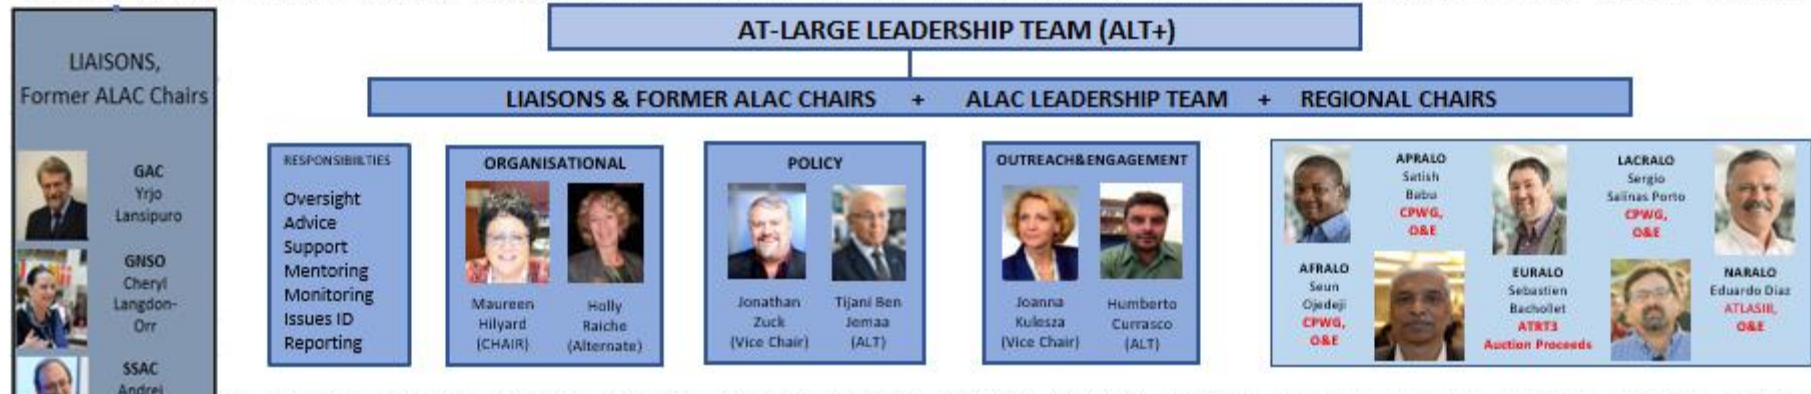 AT-LARGE LEADERSHIP TEAM (ALT+)
LIAISONS & FORMER ALAC CHAIRS + ALAC LEADERSHIP TEAM + REGIONAL CHAIRS
LIAISONS,
Former ALAC Chairs
GAC
Yrjo
Lansipuro
GNSO
Cheryl
Langdon-
Orr
SSAC
Andrei
RESPONSIBIILTIES
Oversight
Advice
Support
Mentoring
Monitoring
Issues ID
Reporting
ORGANISATIONAL
Maureen
Hilyard
(CHAIR)
Holly
Raiche
(Alternate)
POLICY
Jonathan
Zuck
(Vice Chair)
Tijani Ben
Jemaa
(ALT)
OUTREACH&ENGAGEMENT
Joanna
Kulesza
(Vice Chair)
Humberto
Currasco
(ALT)
APRALO
Satish
Babu
CPWG,
O&E
LACRALO
Sergio
Salinas Porto
CPWG,
O&E
AFRALO
Seun
Ojedeji
CPWG,
O&E
EURALO
Sebastien
Bachollet
ATRT3
Auction Proceeds
NARALO
Eduardo Diaz
ATLASIII,
O&E